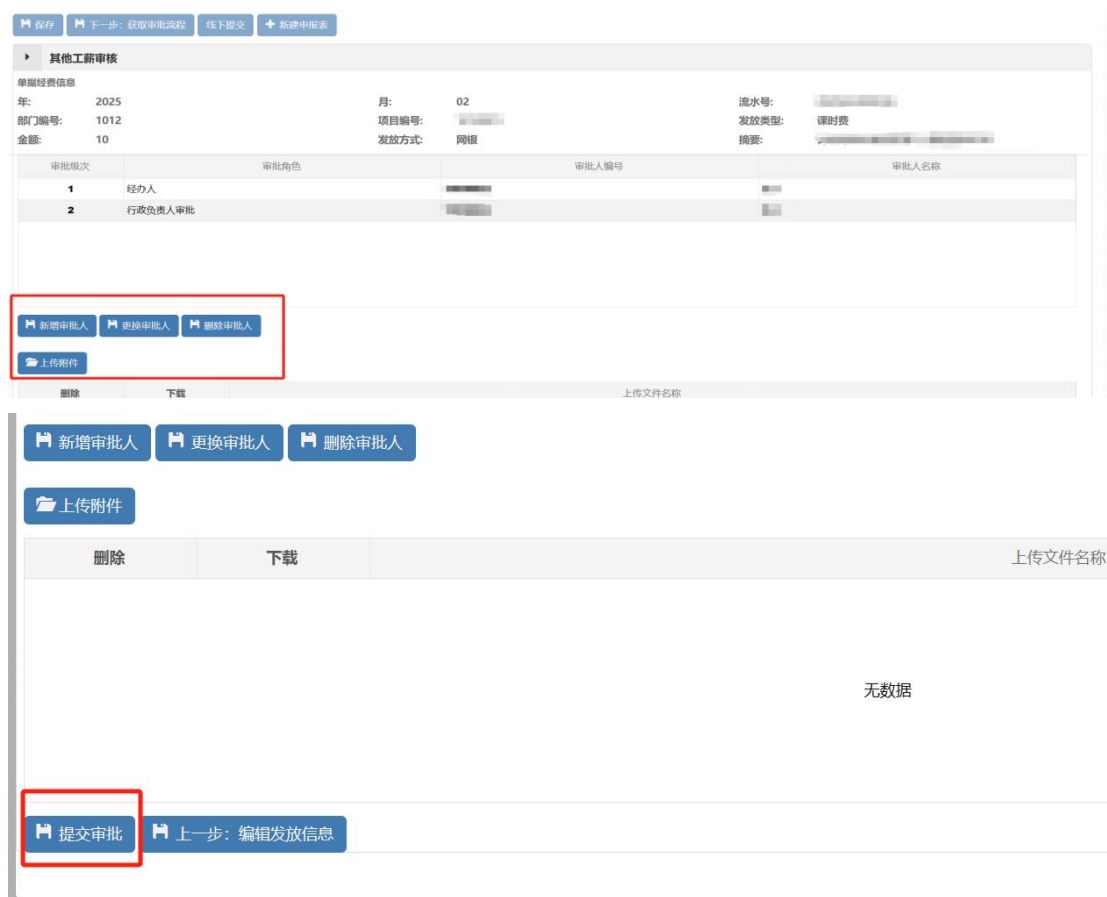 保存 下一步：获取审批流程 线下提交 新建申报表
其他工薪审核
单据经费信息
年: 2025 月: 02 流水号:
部门编号: 1012 项目编号: 发放类型: 课时费
金额: 10 发放方式: 网银 摘要:
审批级次 审批角色 审批人编号 审批人名称
1 经办人
2 行政负责人审批
新增审批人 更换审批人 删除审批人
上传附件
删除 下载 上传文件名称
新增审批人 更换审批人 删除审批人
上传附件
删除 下载 上传文件名称
无数据
提交审批 上一步：编辑发放信息